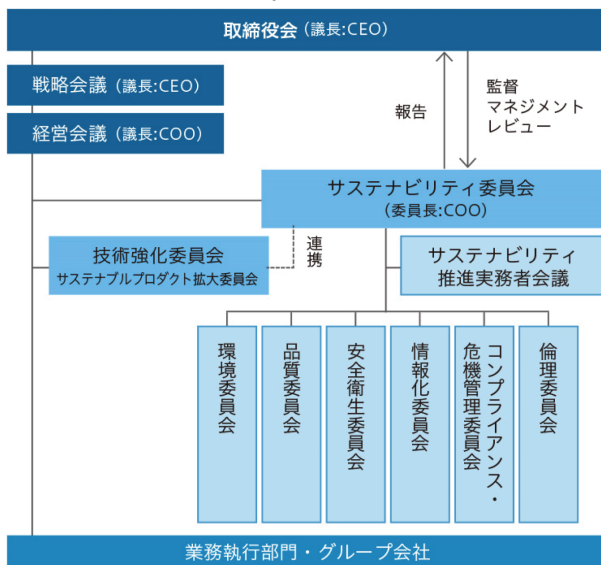 取締役会(議長:CEO)
戦略会議(議長:CEO)
経営会議(議長:COO)
報告
監督
マネジメント
レビュー
サステナビリティ委員会
(委員長:COO)
技術強化委員会
サステナブルプロダクト拡大委員会
連携
サステナビリティ
推進実務者会議
環境委員会
品質委員会
安全衛生委員会
情報化委員会
コンプライアンス・
危機管理委員会
倫理委員会
業務執行部門・グループ会社